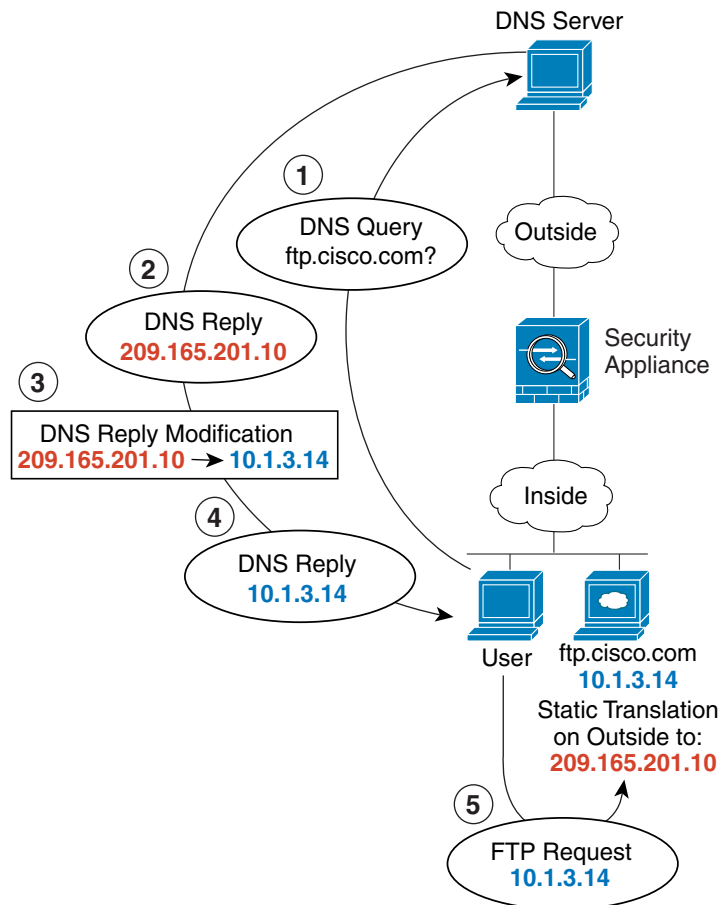 DNS Server
1
DNS Query
ftp.cisco.com?
Outside
2
DNS Reply
209.165.201.10
Security
Appliance
3
DNS Reply Modification
209.165.201.10 → 10.1.3.14
Inside
4
DNS Reply
10.1.3.14
User
ftp.cisco.com
10.1.3.14
Static Translation
on Outside to:
209.165.201.10
5
FTP Request
10.1.3.14